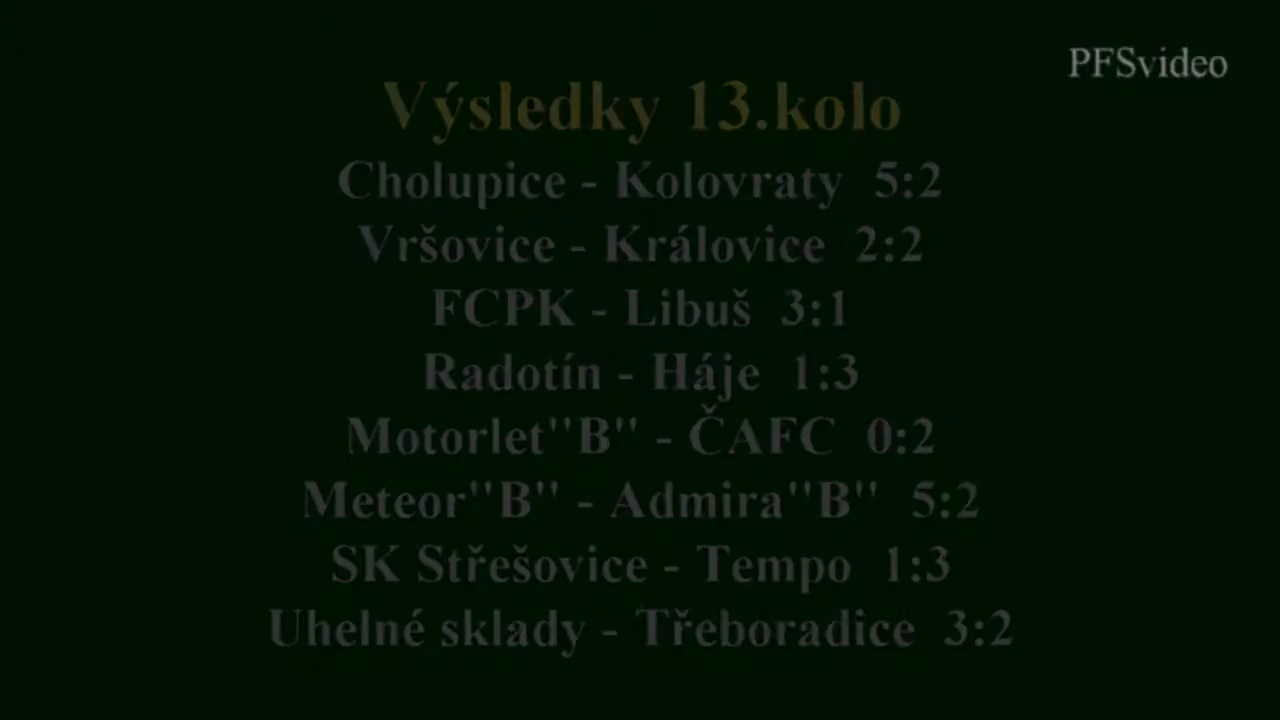 PFSvideo
Výsledky 13.kolo
Cholupice - Kolovraty 5:2
Vršovice - Královice 2:2
FCPK - Libuš 3:1
Radotín - Háje 1:3
Motorlet"B" - ČAFC 0:2
Meteor"B" - Admira"B" 5:2
SK Střešovice - Tempo 1:3
Uhelné sklady - Třeboradice 3:2